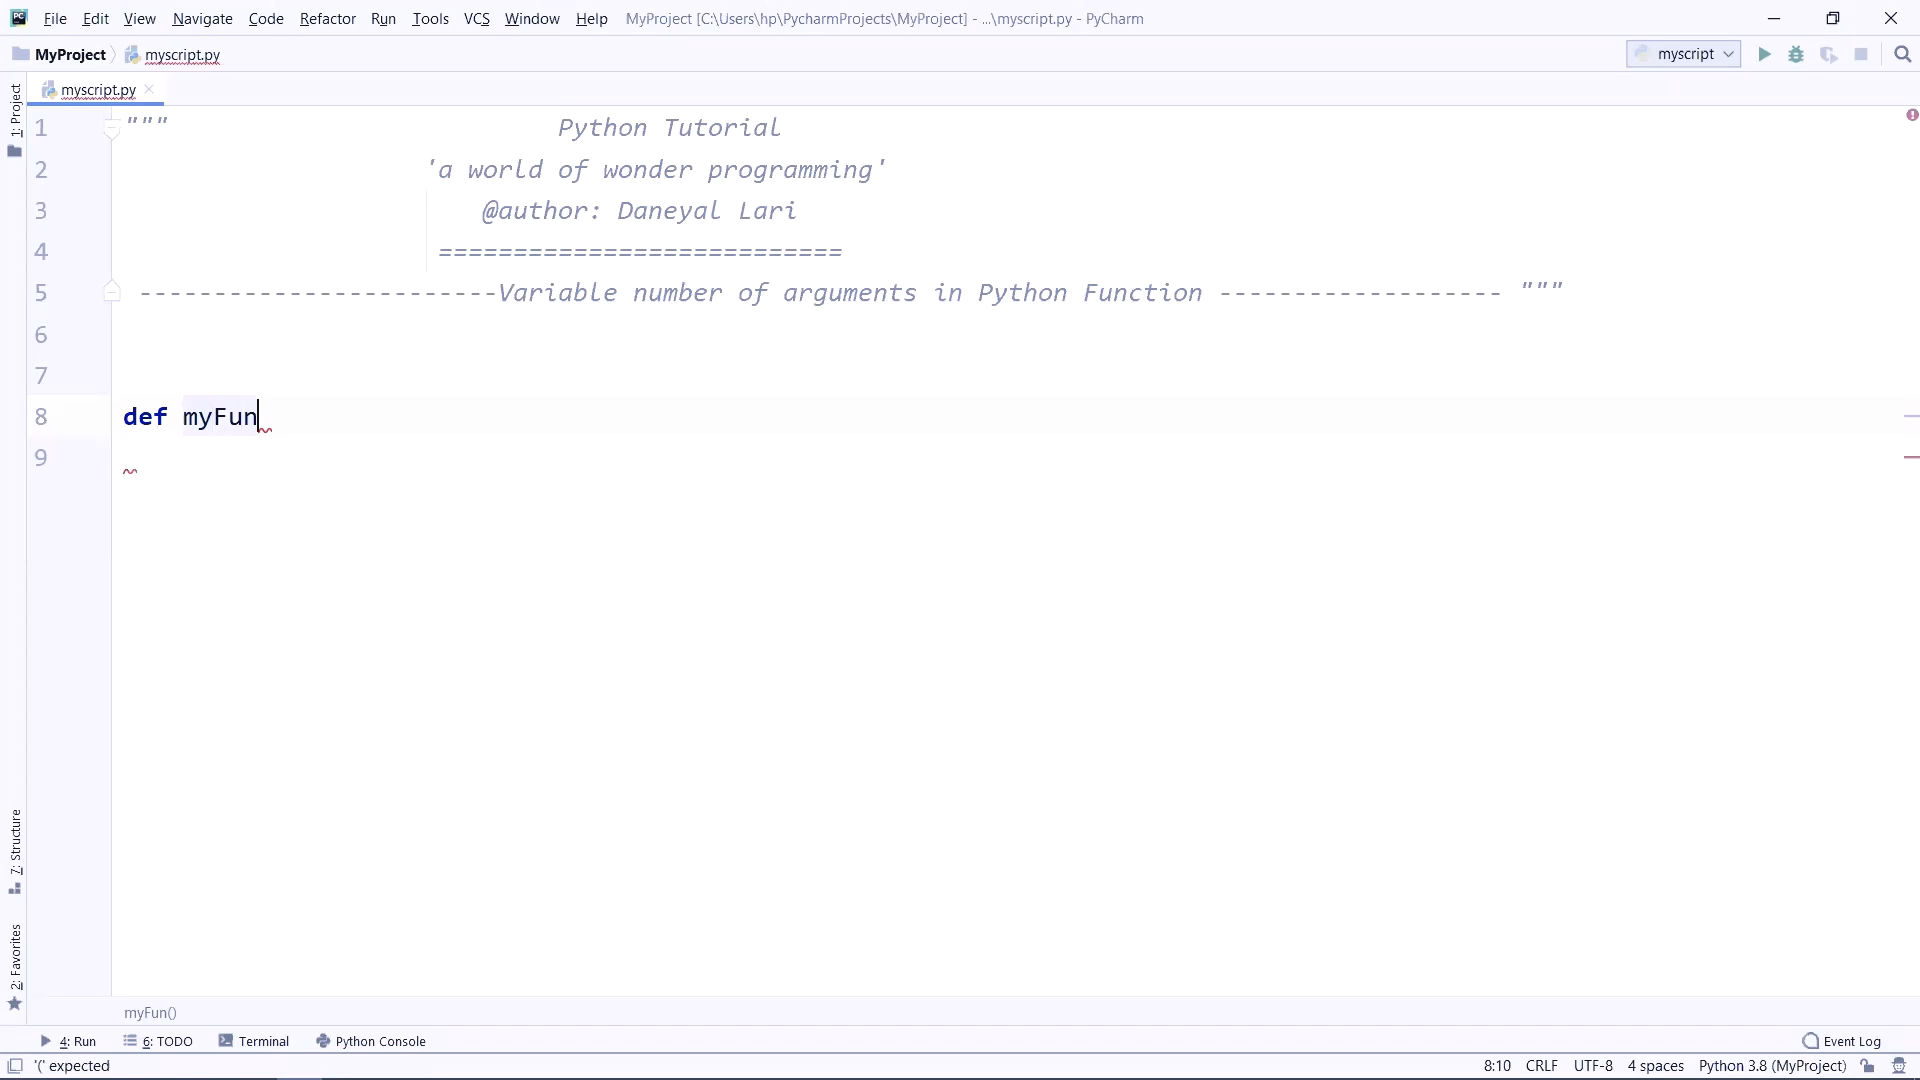 File Edit View Navigate Code Refactor Run Tools VCS Window Help MyProject [C:\Users\hp\PycharmProjects\MyProject] - ...\myscript.py - PyCharm
MyProject myscript.py myscript
myscript.py
1: Project
1 """ Python Tutorial
2 'a world of wonder programming'
3 @author: Daneyal Lari
4 ===========================
5 ------------------------Variable number of arguments in Python Function ------------------- """
6
7
8 def myFun
9
7: Structure
2: Favorites
myFun()
4: Run 6: TODO Terminal Python Console Event Log
'(' expected 8:10 CRLF UTF-8 4 spaces Python 3.8 (MyProject)